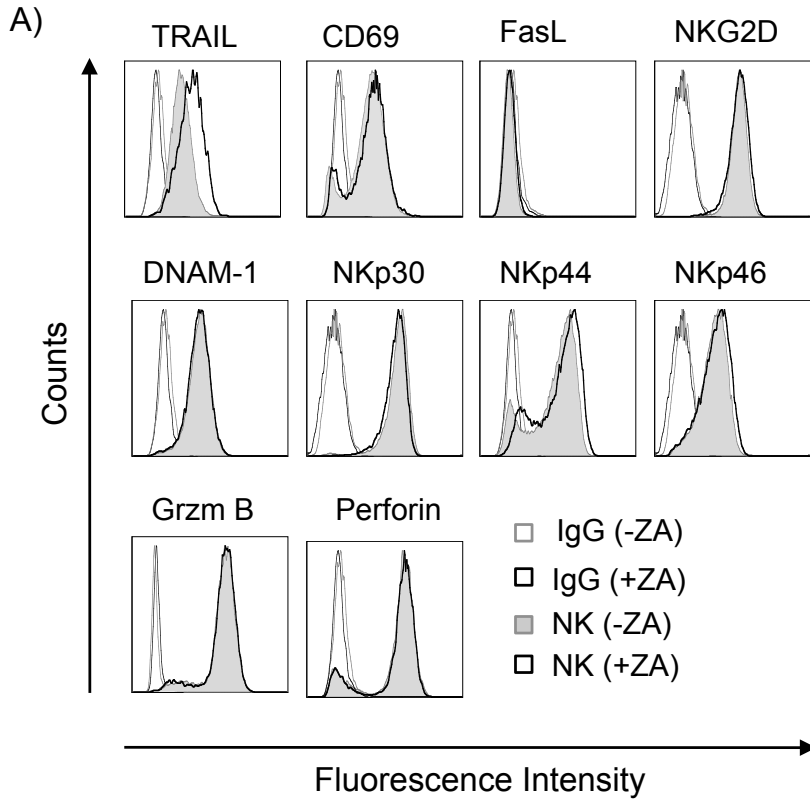 A)
TRAIL CD69 FasL NKG2D
DNAM-1 NKp30 NKp44 NKp46
Grzm B Perforin
IgG (-ZA)
IgG (+ZA)
NK (-ZA)
NK (+ZA)
Counts
Fluorescence Intensity